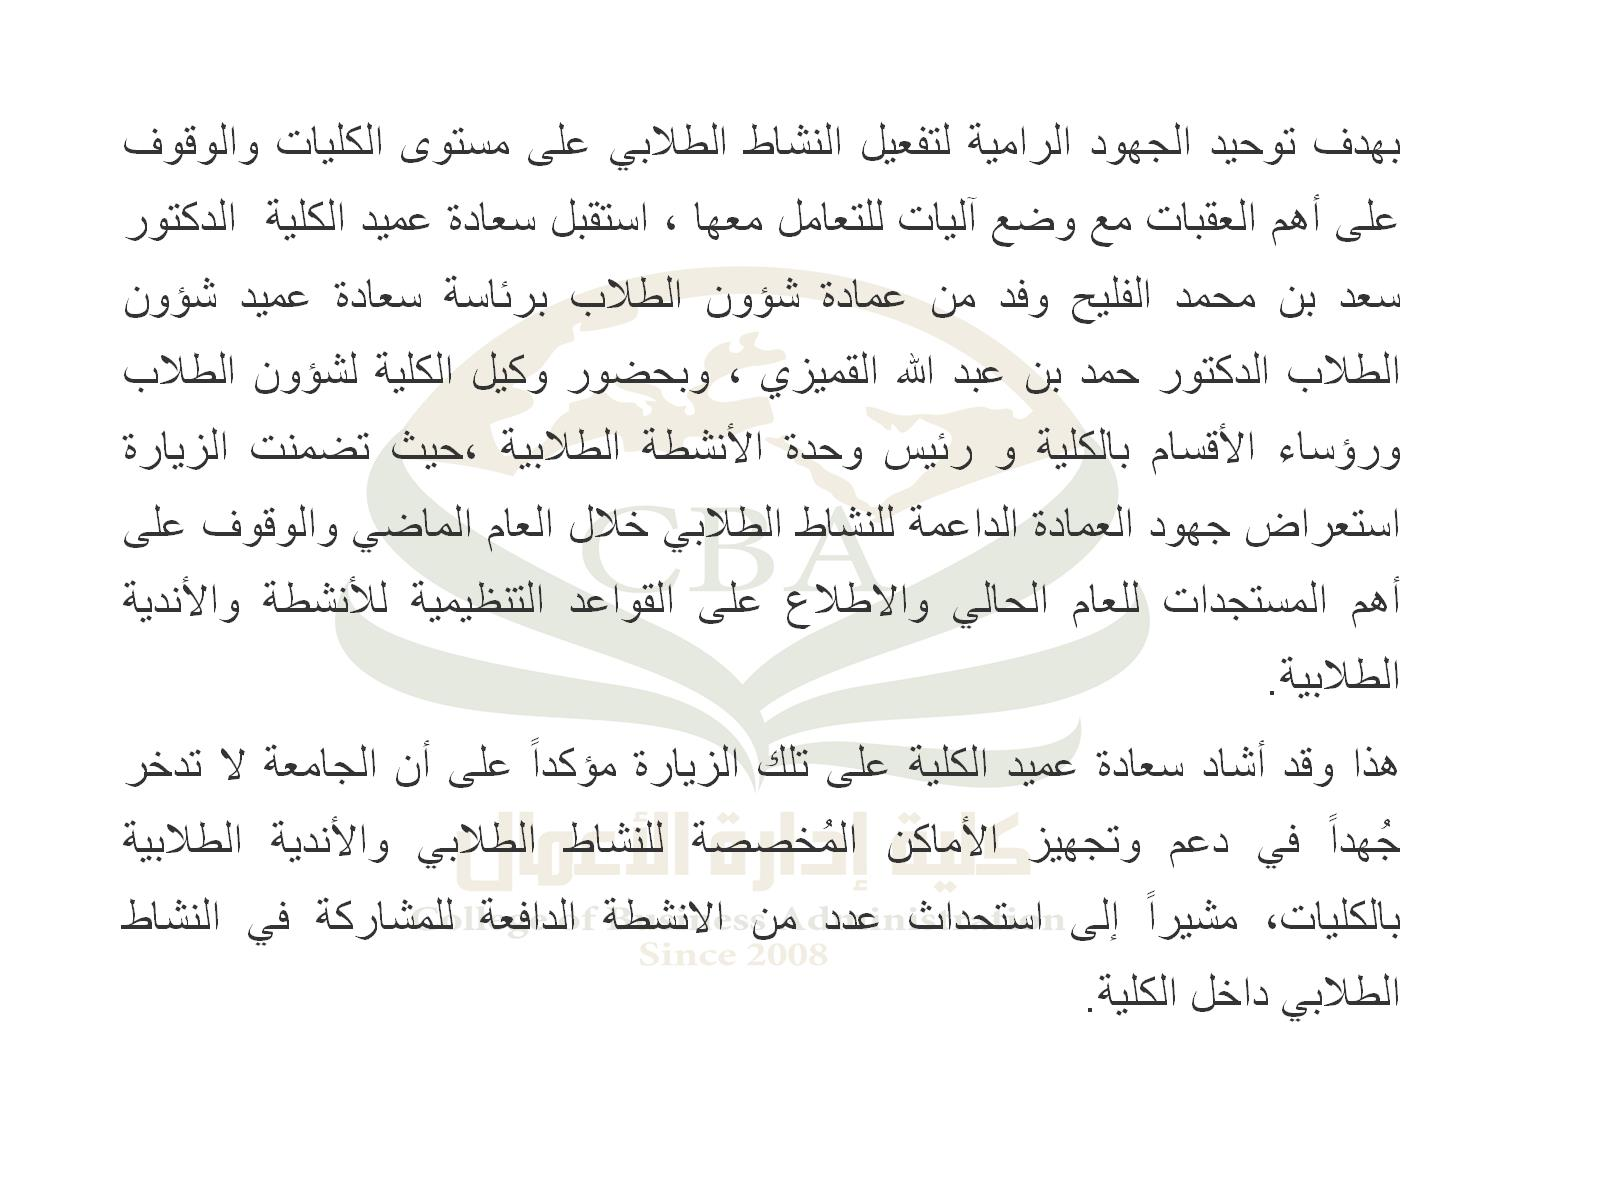 بهدف توحيد الجهود الرامية لتفعيل النشاط الطلابي على مستوى الكليات والوقوف
على أهم العقبات مع وضع آليات للتعامل معها ، استقبل سعادة عميد الكلية  الدكتور
سعد بن محمد الفليح وفد من عمادة شؤون الطلاب برئاسة سعادة عميد شؤون
الطلاب الدكتور حمد بن عبد الله القميزي ، وبحضور وكيل الكلية لشؤون الطلاب
ورؤساء الأقسام بالكلية و رئيس وحدة الأنشطة الطلابية ،حيث تضمنت الزيارة
استعراض جهود العمادة الداعمة للنشاط الطلابي خلال العام الماضي والوقوف على
أهم المستجدات للعام الحالي والاطلاع على القواعد التنظيمية للأنشطة والأندية
الطلابية.
هذا وقد أشاد سعادة عميد الكلية على تلك الزيارة مؤكداً على أن الجامعة لا تدخر
جُهداً في دعم وتجهيز الأماكن المُخصصة للنشاط الطلابي والأندية الطلابية
بالكليات، مشيراً إلى استحداث عدد من الانشطة الدافعة للمشاركة في النشاط
الطلابي داخل الكلية.
CBA
كلية إدارة الأعمال
College of Business Administration
Since 2008